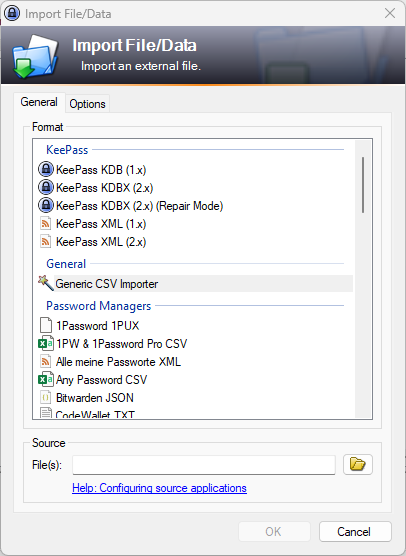 Import File/Data
Import File/Data
Import an external file.
General
Options
Format
KeePass
KeePass KDB (1.x)
KeePass KDBX (2.x)
KeePass KDBX (2.x) (Repair Mode)
KeePass XML (1.x)
KeePass XML (2.x)
General
Generic CSV Importer
Password Managers
1Password 1PUX
1PW & 1Password Pro CSV
Alle meine Passworte XML
Any Password CSV
Bitwarden JSON
CodeWallet TXT
Source
File(s):
Help: Configuring source applications
OK
Cancel